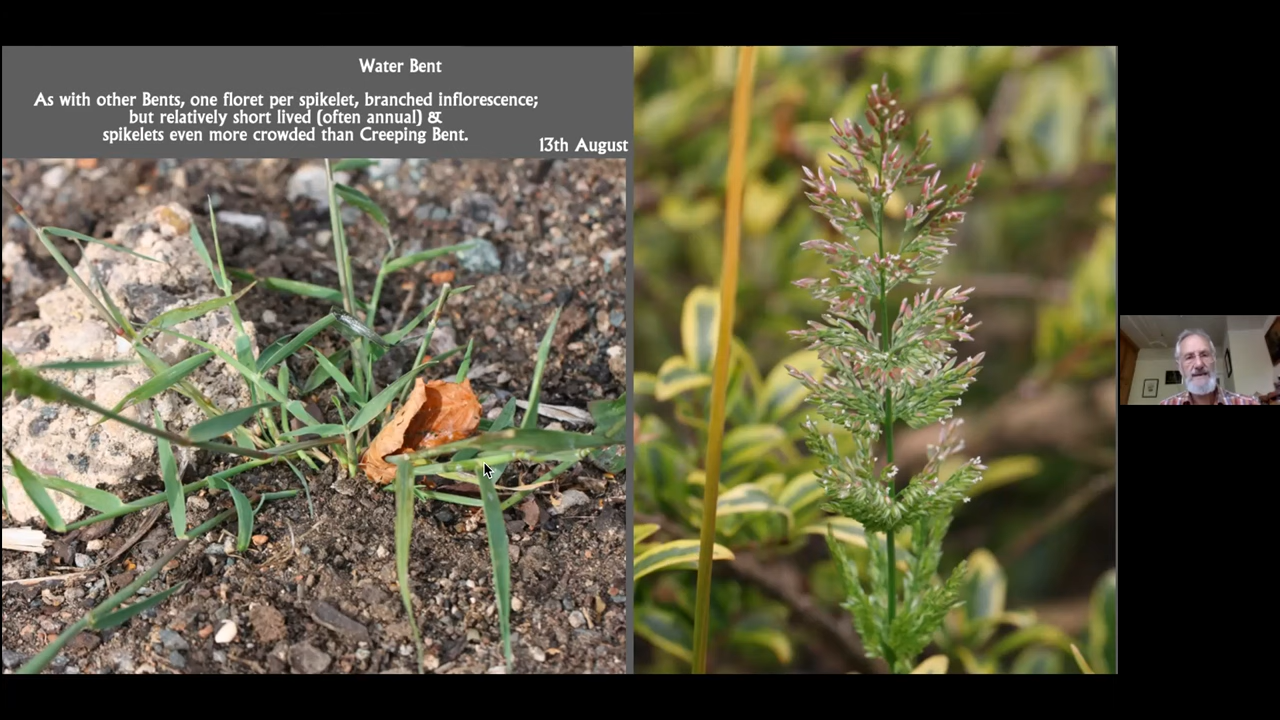 Water Bent
As with other Bents, one floret per spikelet, branched inflorescence;
but relatively short lived (often annual) &
spikelets even more crowded than Creeping Bent.
13th August